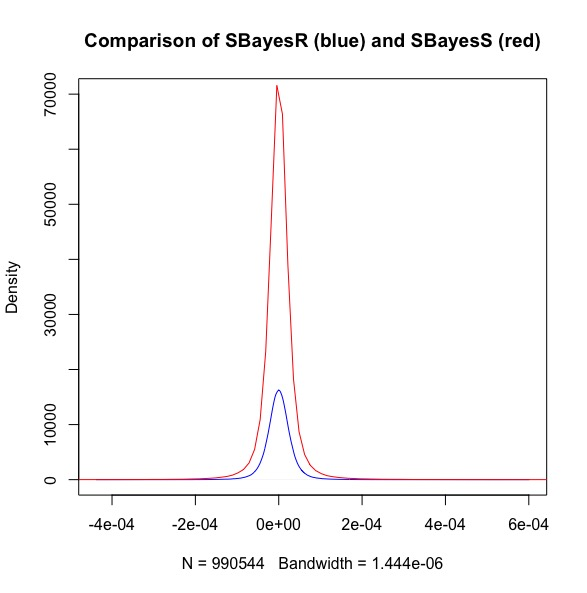 Comparison of SBayesR (blue) and SBayesS (red)
Density
70000
50000
30000
10000
0
-4e-04 -2e-04 0e+00 2e-04 4e-04 6e-04
N = 990544 Bandwidth = 1.444e-06